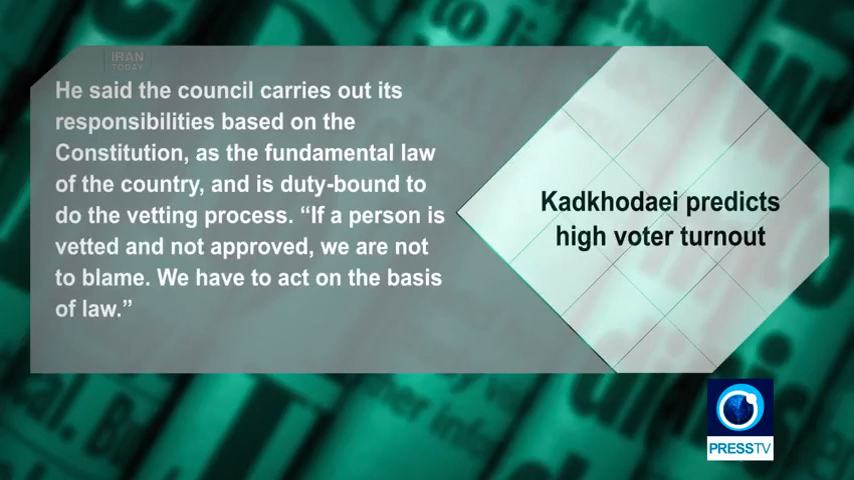 IRAN
TODAY
He said the council carries out its
responsibilities based on the
Constitution, as the fundamental law
of the country, and is duty-bound to
do the vetting process. “If a person is
vetted and not approved, we are not
to blame. We have to act on the basis
of law.”
Kadkhodaei predicts
high voter turnout
PRESSTV